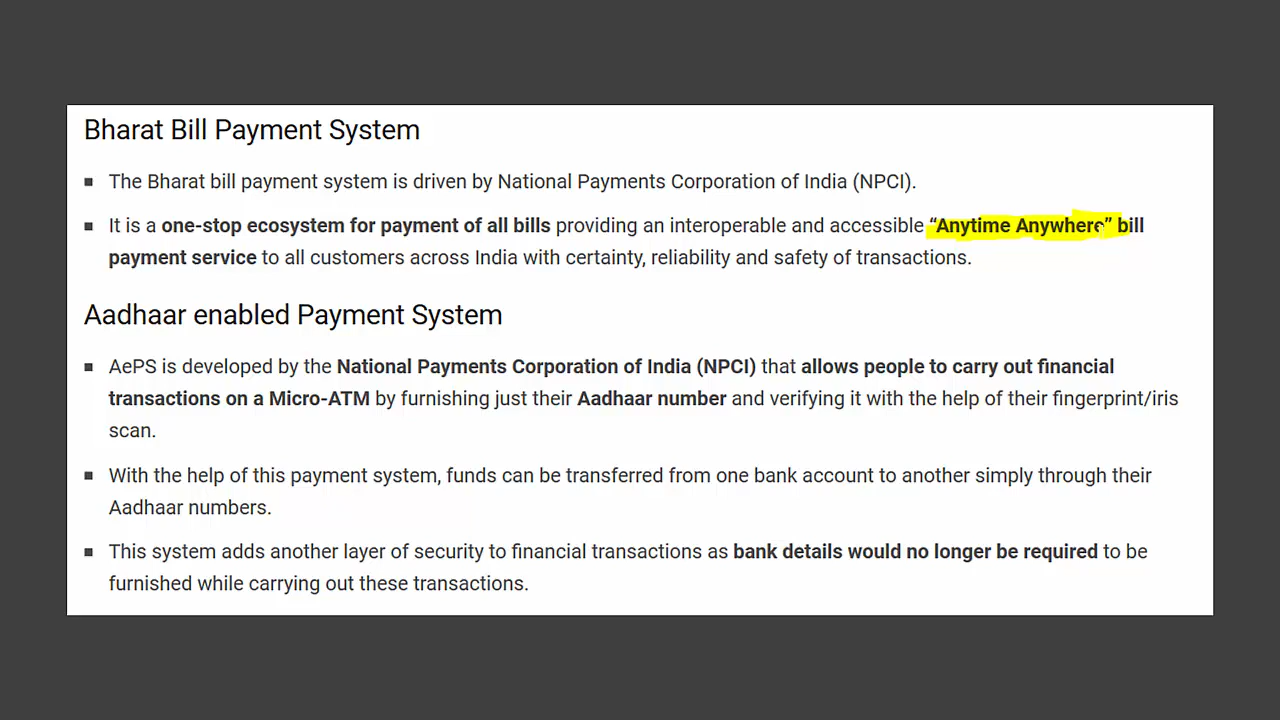 Bharat Bill Payment System
▪ The Bharat bill payment system is driven by National Payments Corporation of India (NPCI).
▪ It is a one-stop ecosystem for payment of all bills providing an interoperable and accessible “Anytime Anywhere” bill
payment service to all customers across India with certainty, reliability and safety of transactions.
Aadhaar enabled Payment System
▪ AePS is developed by the National Payments Corporation of India (NPCI) that allows people to carry out financial
transactions on a Micro-ATM by furnishing just their Aadhaar number and verifying it with the help of their fingerprint/iris
scan.
▪ With the help of this payment system, funds can be transferred from one bank account to another simply through their
Aadhaar numbers.
▪ This system adds another layer of security to financial transactions as bank details would no longer be required to be
furnished while carrying out these transactions.